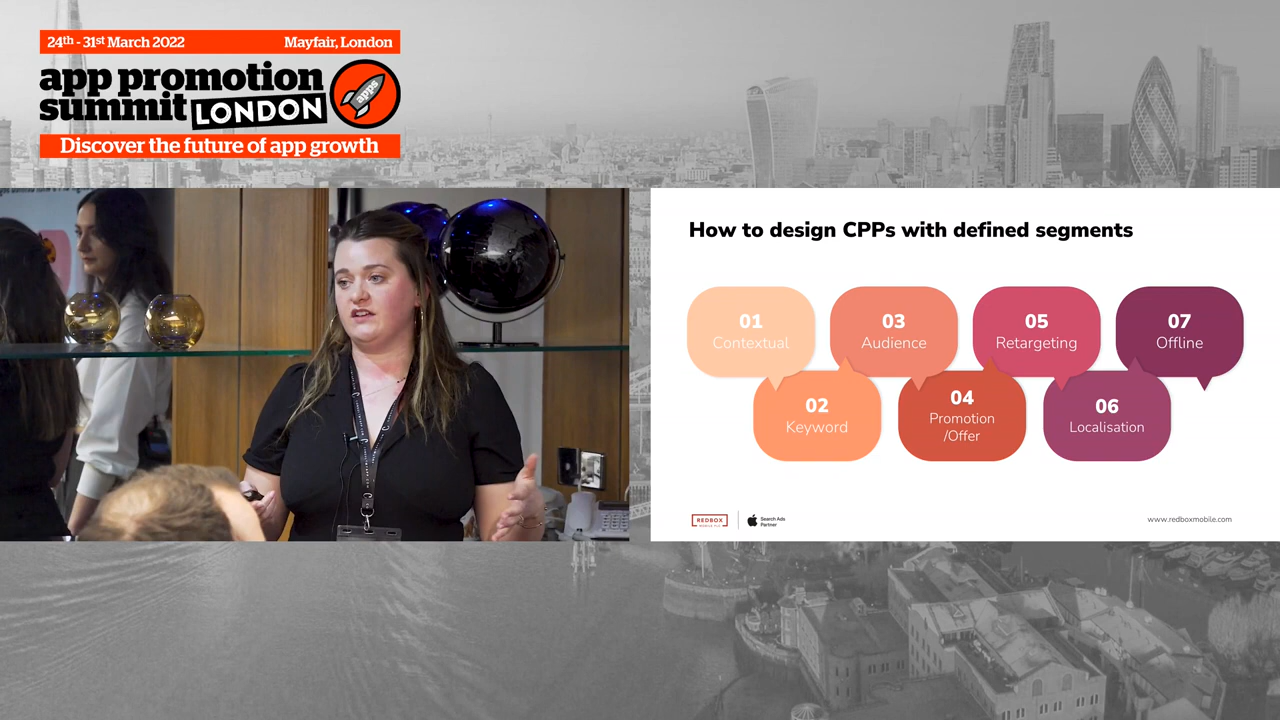 24th - 31st March 2022
Mayfair, London
app promotion
summit LONDON
apps
Discover the future of app growth
How to design CPPs with defined segments
01
Contextual
02
Keyword
03
Audience
04
Promotion
/Offer
05
Retargeting
06
Localisation
07
Offline
REDBOX
MOBILE PLC
Search Ads
Partner
www.redboxmobile.com